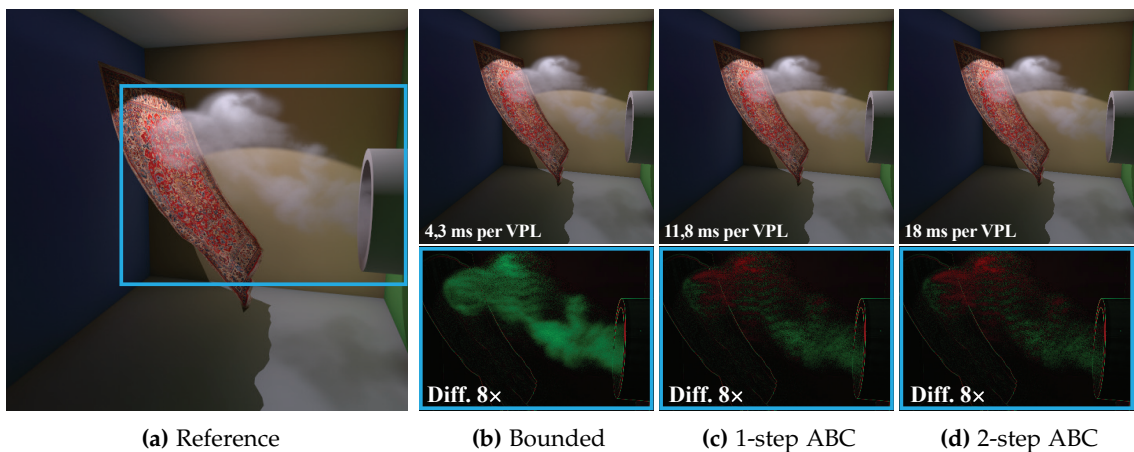 4,3 ms per VPL
11,8 ms per VPL
18 ms per VPL
Diff. 8×
Diff. 8×
Diff. 8×
(a) Reference
(b) Bounded
(c) 1-step ABC
(d) 2-step ABC